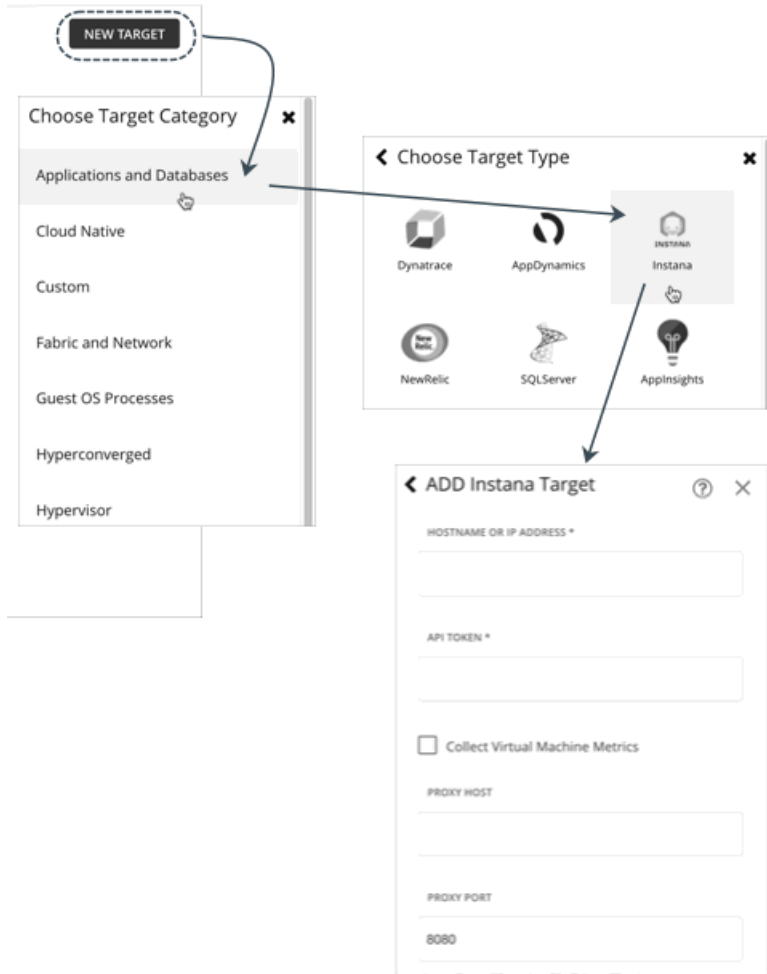 NEW TARGET
Choose Target Category
Applications and Databases
Cloud Native
Custom
Fabric and Network
Guest OS Processes
Hyperconverged
Hypervisor
Choose Target Type
Dynatrace
AppDynamics
INSTANA
Instana
New
Relic
NewRelic
SQLServer
AppInsights
ADD Instana Target
HOSTNAME OR IP ADDRESS *
API TOKEN *
Collect Virtual Machine Metrics
PROXY HOST
PROXY PORT
8080